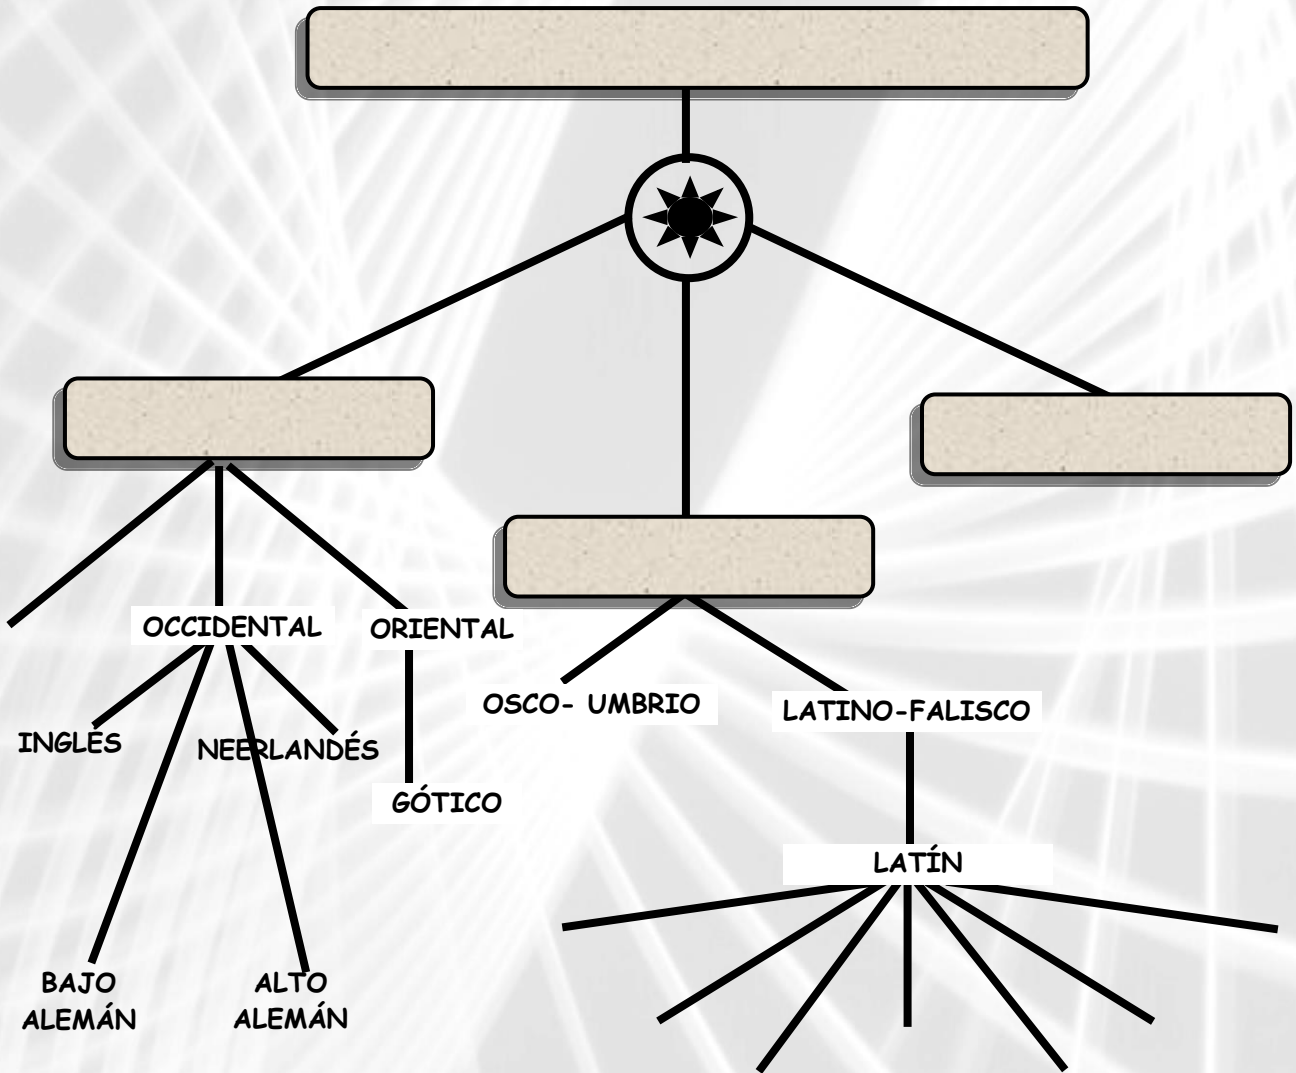 OCCIDENTAL
ORIENTAL
OSCO- UMBRIO
LATINO-FALISCO
INGLÉS
NEERLANDÉS
GÓTICO
LATÍN
BAJO
ALEMÁN
ALTO
ALEMÁN